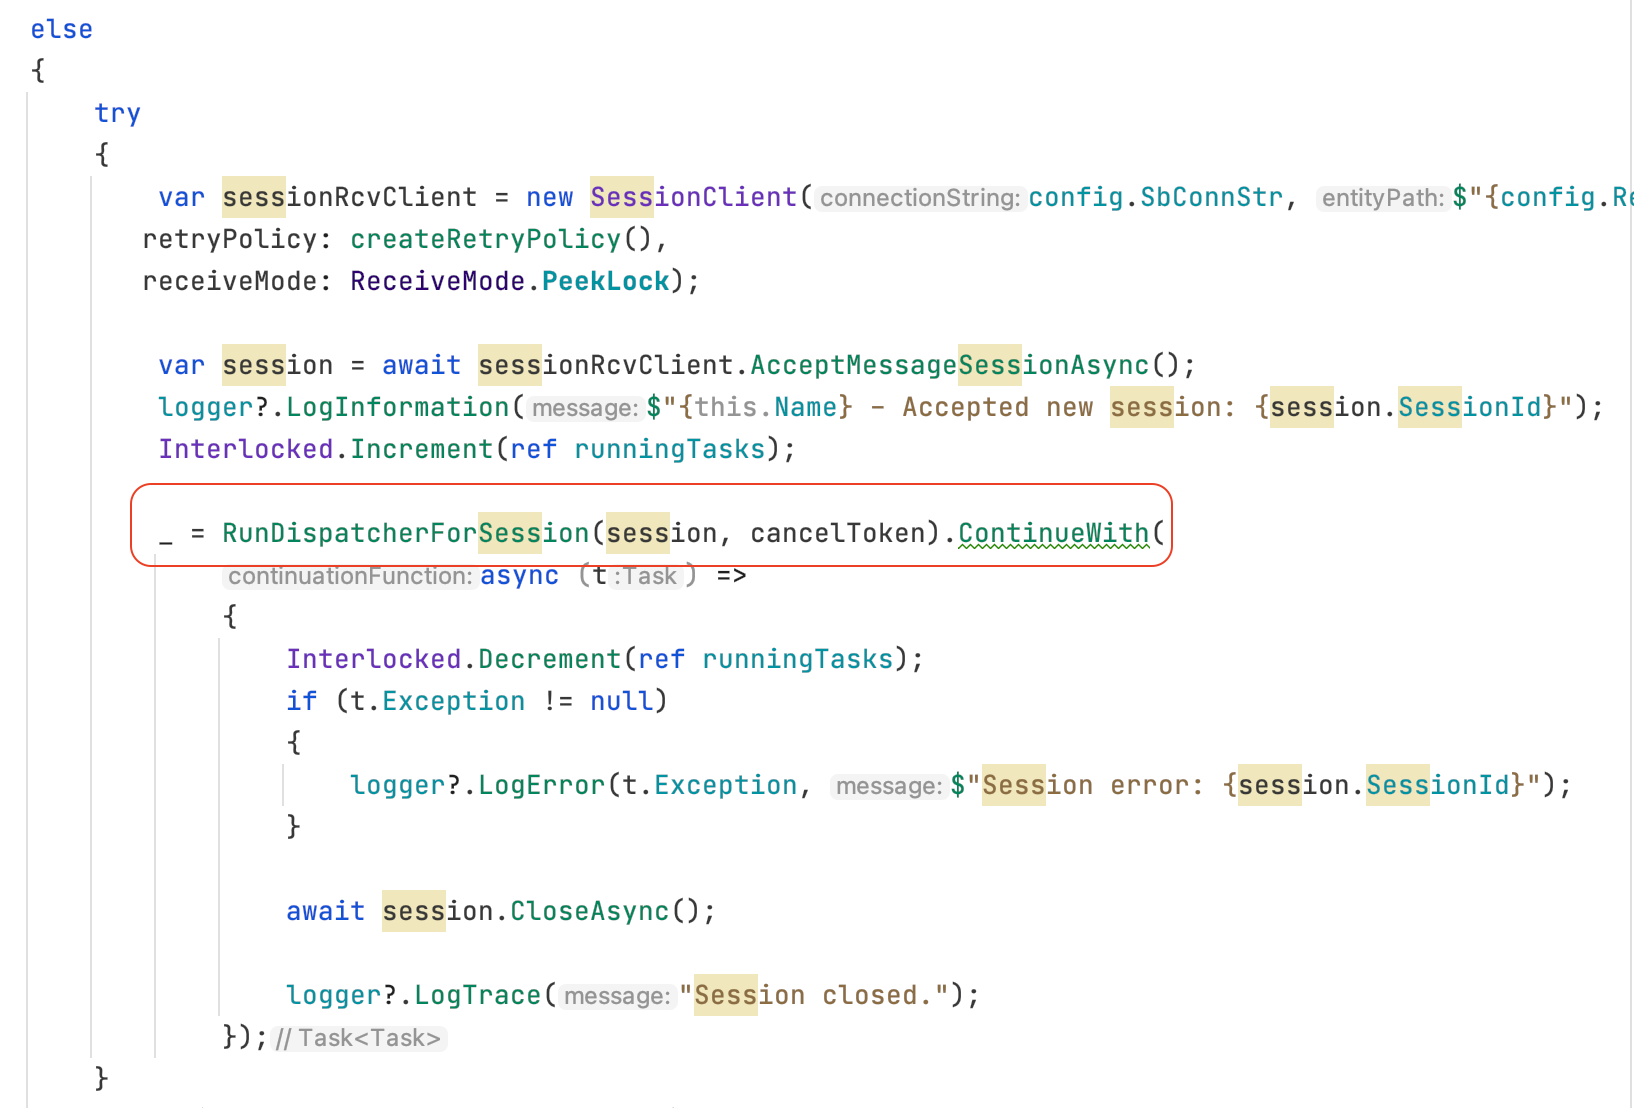 else
{
try
{
var sessionRcvClient = new SessionClient( connectionString: config.SbConnStr, entityPath: $"{config.Re
retryPolicy: createRetryPolicy(),
receiveMode: ReceiveMode.PeekLock);
var session = await sessionRcvClient.AcceptMessageSessionAsync();
logger?.LogInformation( message: $"{this.Name} - Accepted new session: {session.SessionId}");
Interlocked.Increment(ref runningTasks);
_ = RunDispatcherForSession(session, cancelToken).ContinueWith(
continuationFunction: async (t :Task ) =>
{
Interlocked.Decrement(ref runningTasks);
if (t.Exception != null)
{
logger?.LogError(t.Exception, message: $"Session error: {session.SessionId}");
}
await session.CloseAsync();
logger?.LogTrace( message: "Session closed.");
}); // Task<Task>
}